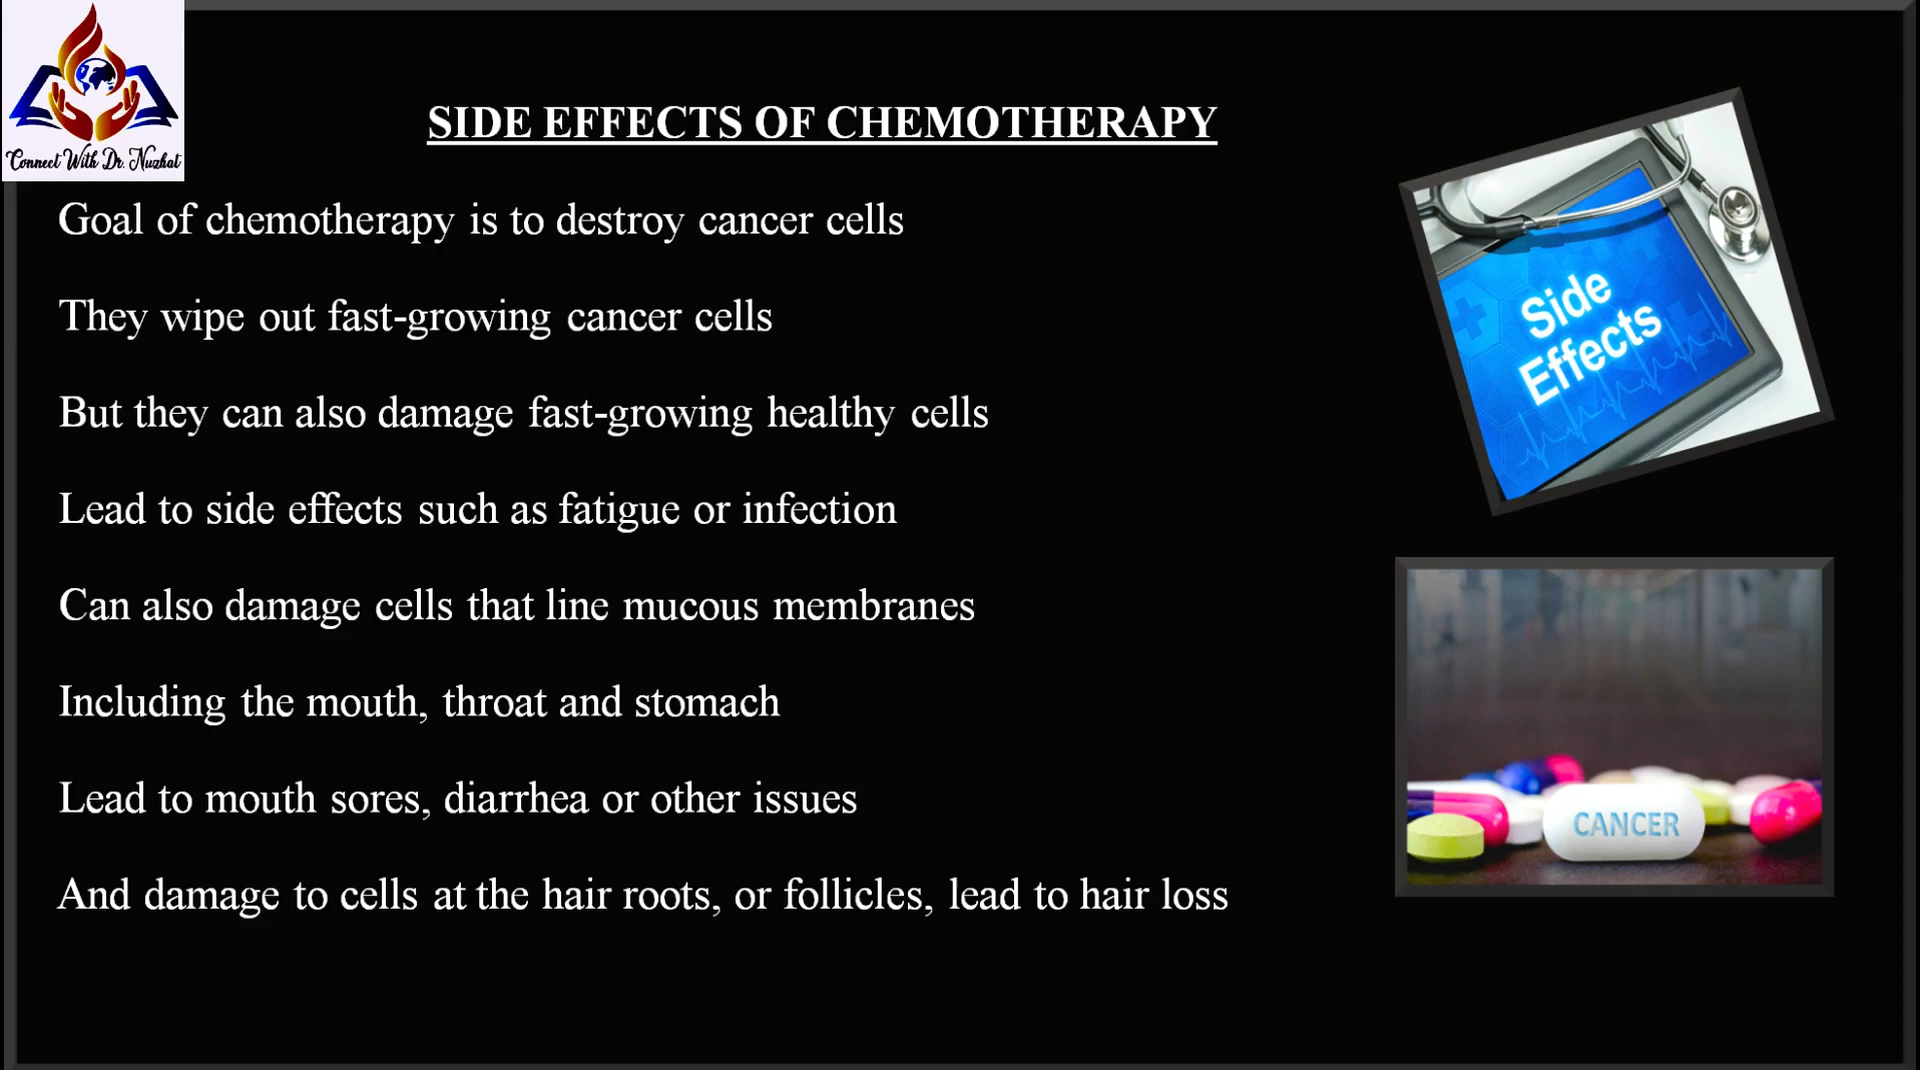 Connect With Dr. Nuzhat
SIDE EFFECTS OF CHEMOTHERAPY
Goal of chemotherapy is to destroy cancer cells
They wipe out fast-growing cancer cells
But they can also damage fast-growing healthy cells
Lead to side effects such as fatigue or infection
Can also damage cells that line mucous membranes
Including the mouth, throat and stomach
Lead to mouth sores, diarrhea or other issues
And damage to cells at the hair roots, or follicles, lead to hair loss
Side
Effects
CANCER